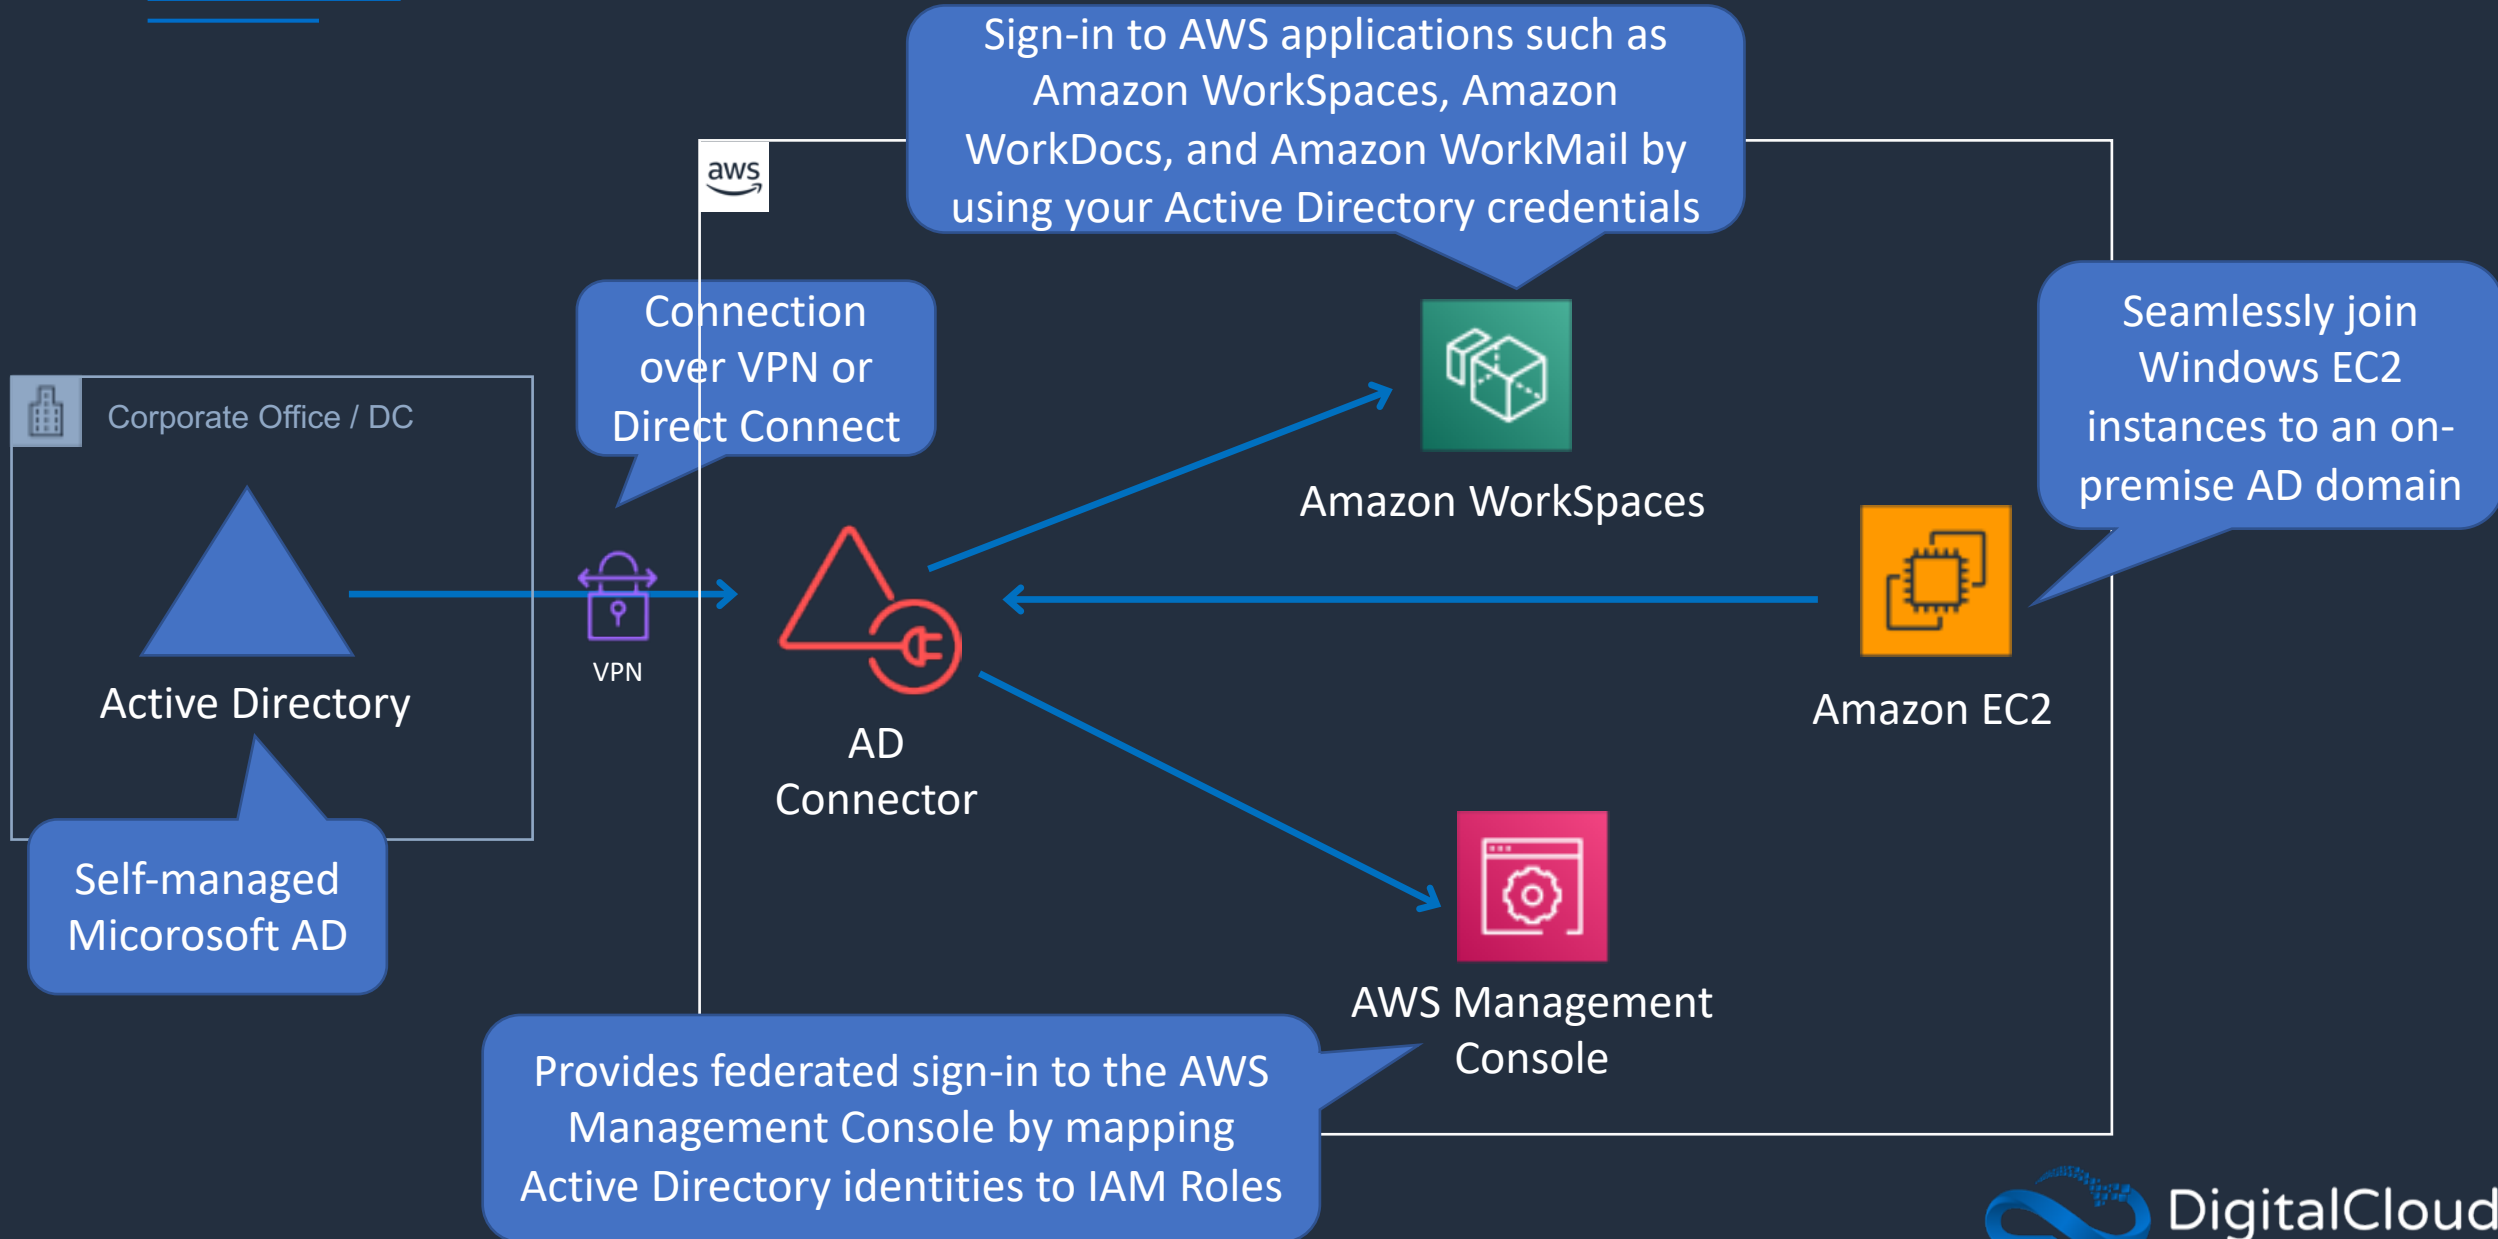 Sign-in to AWS applications such as
Amazon WorkSpaces, Amazon
WorkDocs, and Amazon WorkMail by
using your Active Directory credentials
aws
Connection
over VPN or
Direct Connect
Seamlessly join
Windows EC2
instances to an on-
premise AD domain
Corporate Office / DC
Amazon WorkSpaces
VPN
Active Directory
Amazon EC2
AD
Connector
Self-managed
Micorosoft AD
AWS Management
Console
Provides federated sign-in to the AWS
Management Console by mapping
Active Directory identities to IAM Roles
DigitalCloud